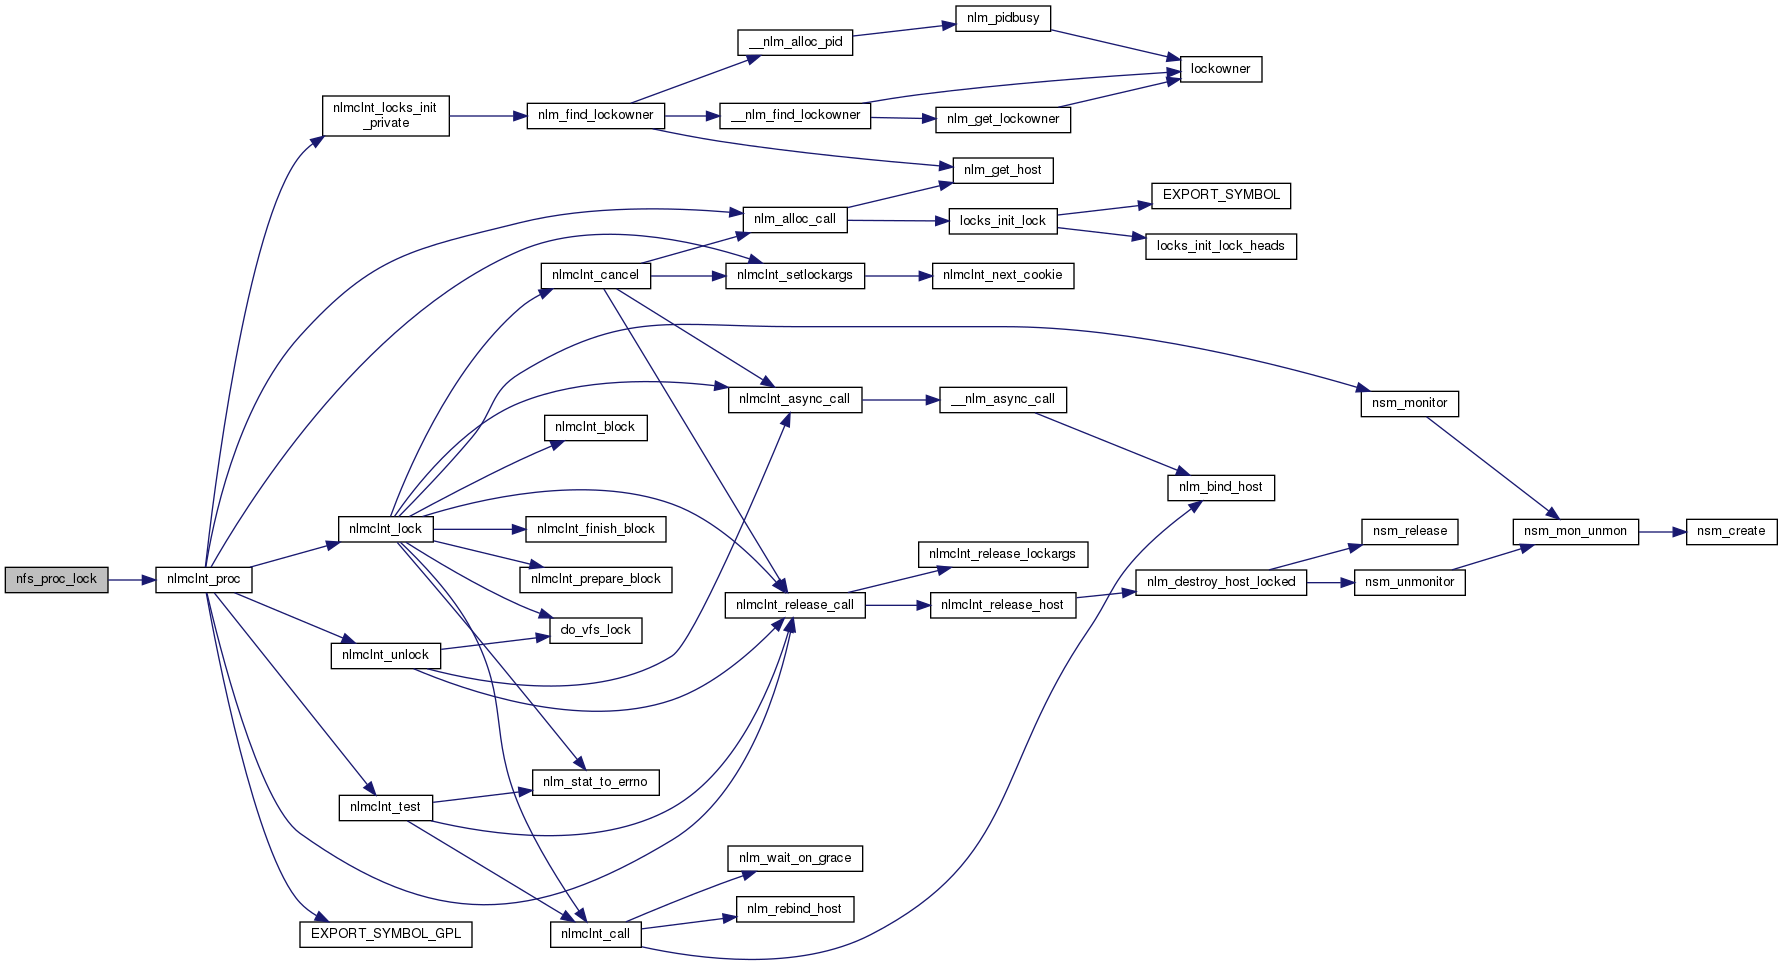 nlm_pidbusy
__nlm_alloc_pid
lockowner
nlmclnt_locks_init
_private
nlm_find_lockowner
__nlm_find_lockowner
nlm_get_lockowner
nlm_get_host
EXPORT_SYMBOL
nlm_alloc_call
locks_init_lock
locks_init_lock_heads
nlmclnt_cancel
nlmclnt_setlockargs
nlmclnt_next_cookie
nlmclnt_async_call
__nlm_async_call
nsm_monitor
nlmclnt_block
nlm_bind_host
nlmclnt_lock
nlmclnt_finish_block
nsm_release
nsm_mon_unmon
nsm_create
nlmclnt_release_lockargs
nfs_proc_lock
nlmclnt_proc
nlmclnt_prepare_block
nlm_destroy_host_locked
nsm_unmonitor
nlmclnt_release_call
nlmclnt_release_host
do_vfs_lock
nlmclnt_unlock
nlm_stat_to_errno
nlmclnt_test
nlm_wait_on_grace
nlm_rebind_host
EXPORT_SYMBOL_GPL
nlmclnt_call